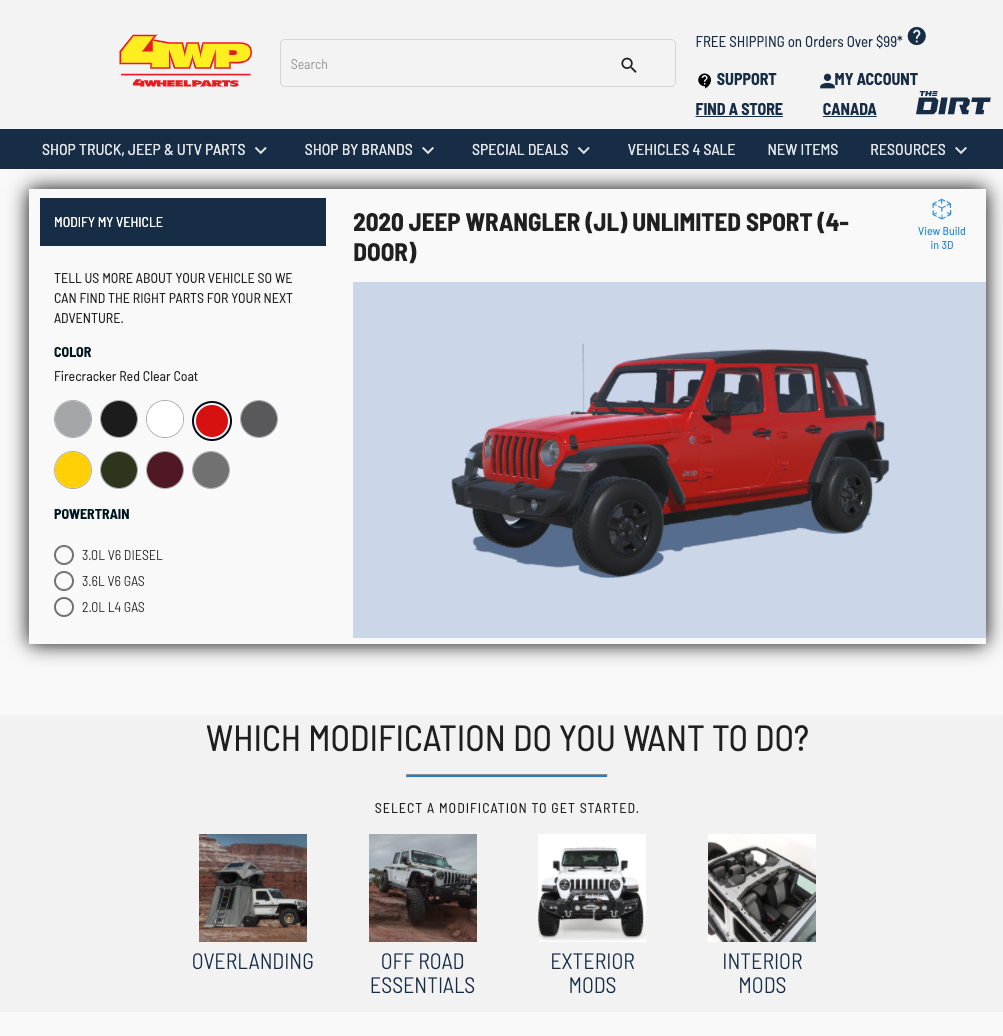 4WP
4WHEELPARTS
Search
FREE SHIPPING on Orders Over $99*
?
? SUPPORT
MY ACCOUNT
FIND A STORE
CANADA
THE
DIRT
SHOP TRUCK, JEEP & UTV PARTS
SHOP BY BRANDS
SPECIAL DEALS
VEHICLES 4 SALE
NEW ITEMS
RESOURCES
MODIFY MY VEHICLE
TELL US MORE ABOUT YOUR VEHICLE SO WE
CAN FIND THE RIGHT PARTS FOR YOUR NEXT
ADVENTURE.
COLOR
Firecracker Red Clear Coat
POWERTRAIN
3.0L V6 DIESEL
3.6L V6 GAS
2.0L L4 GAS
2020 JEEP WRANGLER (JL) UNLIMITED SPORT (4-
DOOR)
View Build
in 3D
Jeep
WHICH MODIFICATION DO YOU WANT TO DO?
SELECT A MODIFICATION TO GET STARTED.
OVERLANDING
OFF ROAD
ESSENTIALS
EXTERIOR
MODS
INTERIOR
MODS